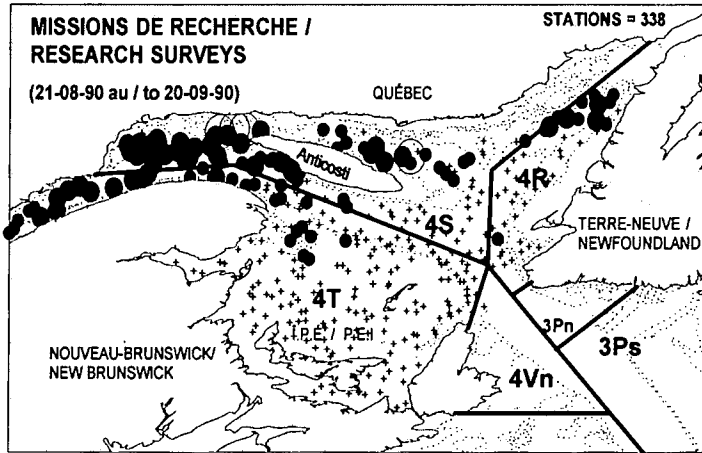 MISSIONS DE RECHERCHE /
RESEARCH SURVEYS
STATIONS = 338
(21-08-90 au / to 20-09-90)
QUÉBEC
Anticosti
4R
4S
TERRE-NEUVE /
NEWFOUNDLAND
4T
I.P.E. / P.E.I.
3Pn
3Ps
NOUVEAU-BRUNSWICK/
NEW BRUNSWICK
4Vn